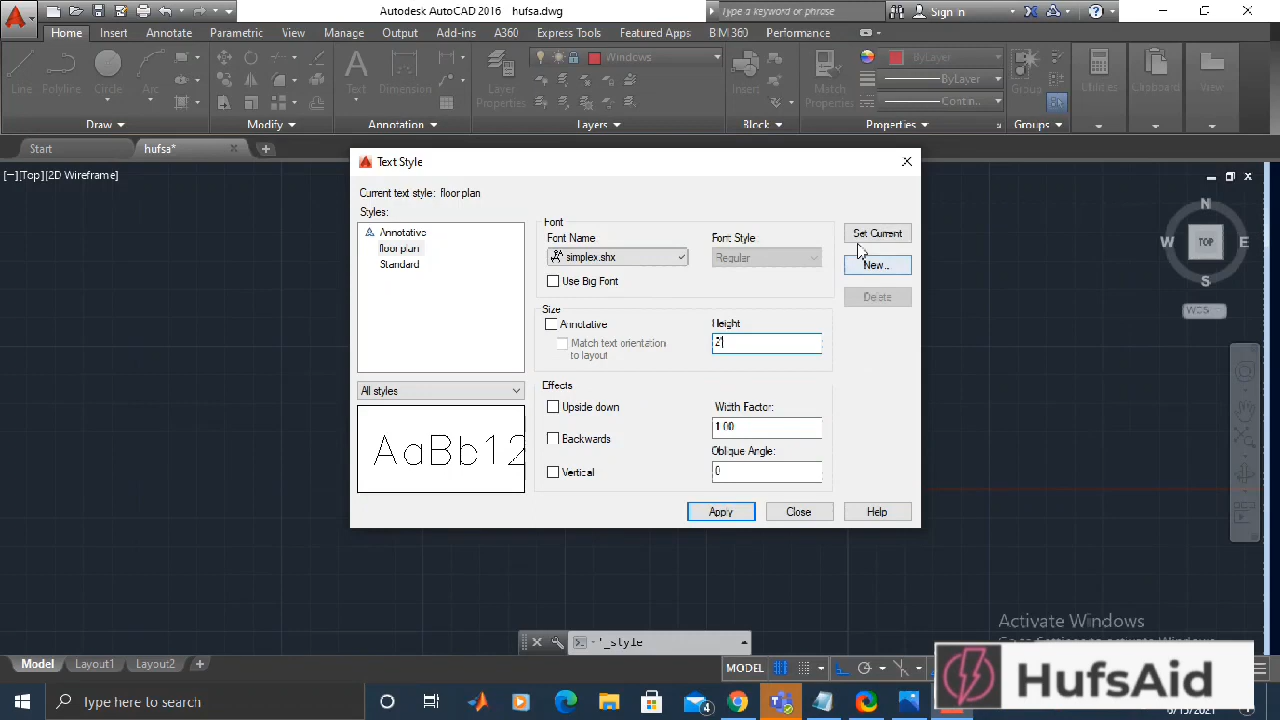 Autodesk AutoCAD 2016 hufsa.dwg
Type a keyword or phrase
Sign In
Home Insert Annotate Parametric View Manage Output Add-ins A360 Express Tools Featured Apps BIM 360 Performance
Windows
ByLayer
ByLayer
Contin...
Line Polyline Circle Arc
Text Dimension
Layer Properties
Insert
Match Properties
Group
Utilities
Clipboard
View
Draw Modify Annotation Layers Block Properties Groups
Start hufsa*
[−][Top][2D Wireframe]
Text Style
Current text style: floor plan
Styles:
Annotative
floor plan
Standard
All styles
AaBb12
Font
Font Name
simplex.shx
Font Style
Regular
Use Big Font
Set Current
New...
Delete
Size
Annotative
Match text orientation
to layout
Height
2'
Effects
Upside down
Backwards
Vertical
Width Factor:
1.00
Oblique Angle:
0
Apply Close Help
N
W TOP E
S
WCS
'_style
Activate Windows
Model Layout1 Layout2
MODEL
HufsAid
Type here to search
4